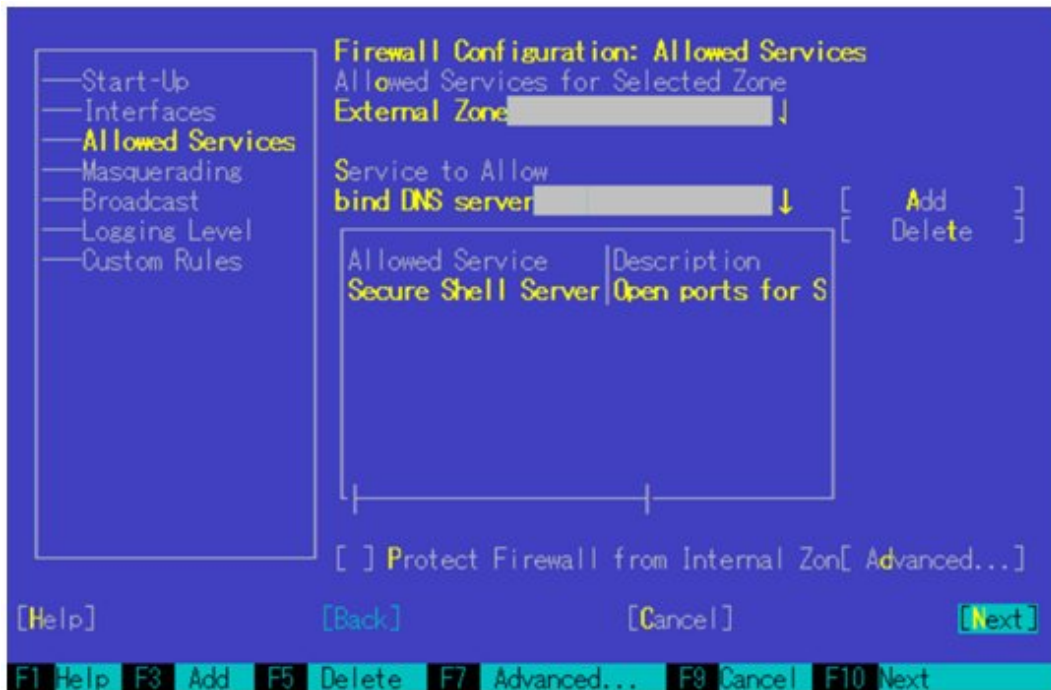 Firewall Configuration: Allowed Services
Start-Up
Interfaces
Allowed Services
Masquerading
Broadcast
Logging Level
Custom Rules
Allowed Services for Selected Zone
External Zone ↓
Service to Allow
bind DNS server ↓ [ Add ]
[ Delete ]
Allowed Service Description
Secure Shell Server Open ports for S
[ ] Protect Firewall from Internal Zon[ Advanced...]
[Help] [Back] [Cancel] [Next]
F1 Help F3 Add F5 Delete F7 Advanced... F9 Cancel F10 Next